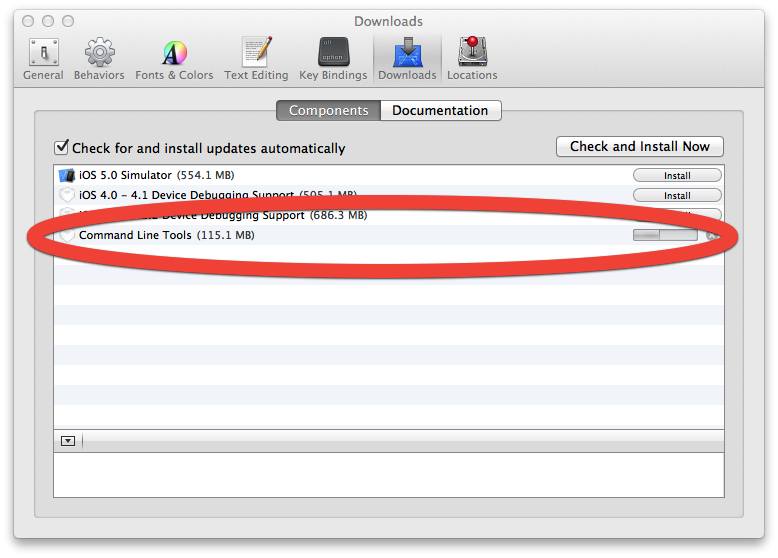 Downloads
General Behaviors Fonts & Colors Text Editing Key Bindings Downloads Locations
Components Documentation
Check for and install updates automatically Check and Install Now
iOS 5.0 Simulator (554.1 MB) Install
iOS 4.0 – 4.1 Device Debugging Support (505.1 MB) Install
Device Debugging Support (686.3 MB)
Command Line Tools (115.1 MB)